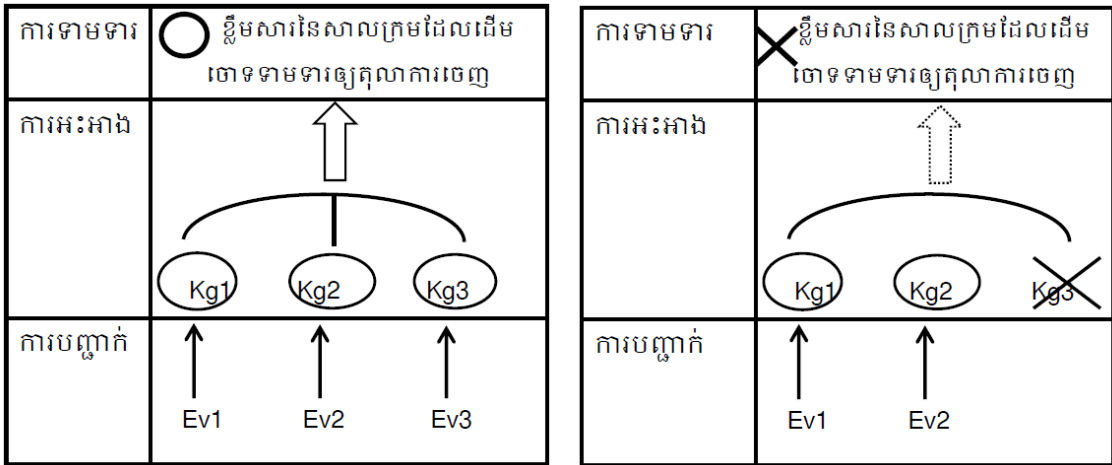 ការទាមទារ
ខ្លឹមសារនៃសាលក្រមដែលដើម
ចោទទាមទារឲ្យតុលាការចេញ
ការអះអាង
Kg1 Kg2 Kg3
ការបញ្ជាក់
Ev1 Ev2 Ev3
ការទាមទារ
ខ្លឹមសារនៃសាលក្រមដែលដើម
ចោទទាមទារឲ្យតុលាការចេញ
ការអះអាង
Kg1 Kg2 Kg3
ការបញ្ជាក់
Ev1 Ev2